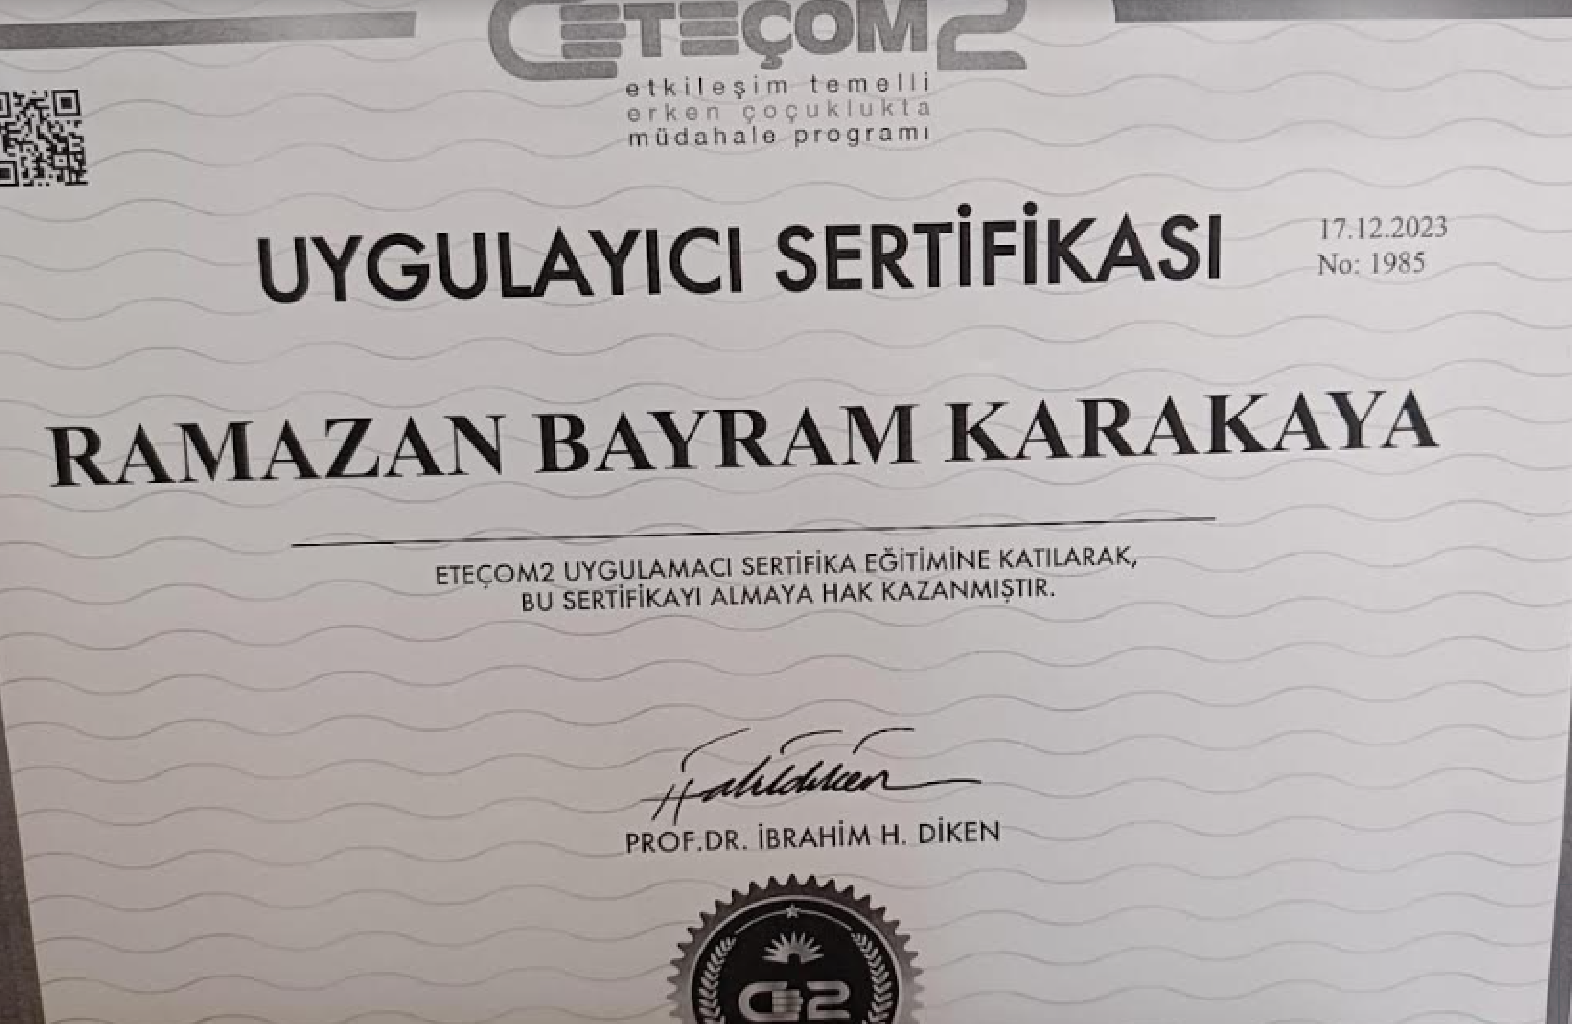 ETEÇOM2
etkileşim temelli
erken çoçuklukta
müdahale programı
UYGULAYICI SERTİFİKASI
17.12.2023
No: 1985
RAMAZAN BAYRAM KARAKAYA
ETEÇOM2 UYGULAMACI SERTİFİKA EĞİTİMİNE KATILARAK,
BU SERTİFİKAYI ALMAYA HAK KAZANMIŞTIR.
PROF.DR. İBRAHİM H. DİKEN